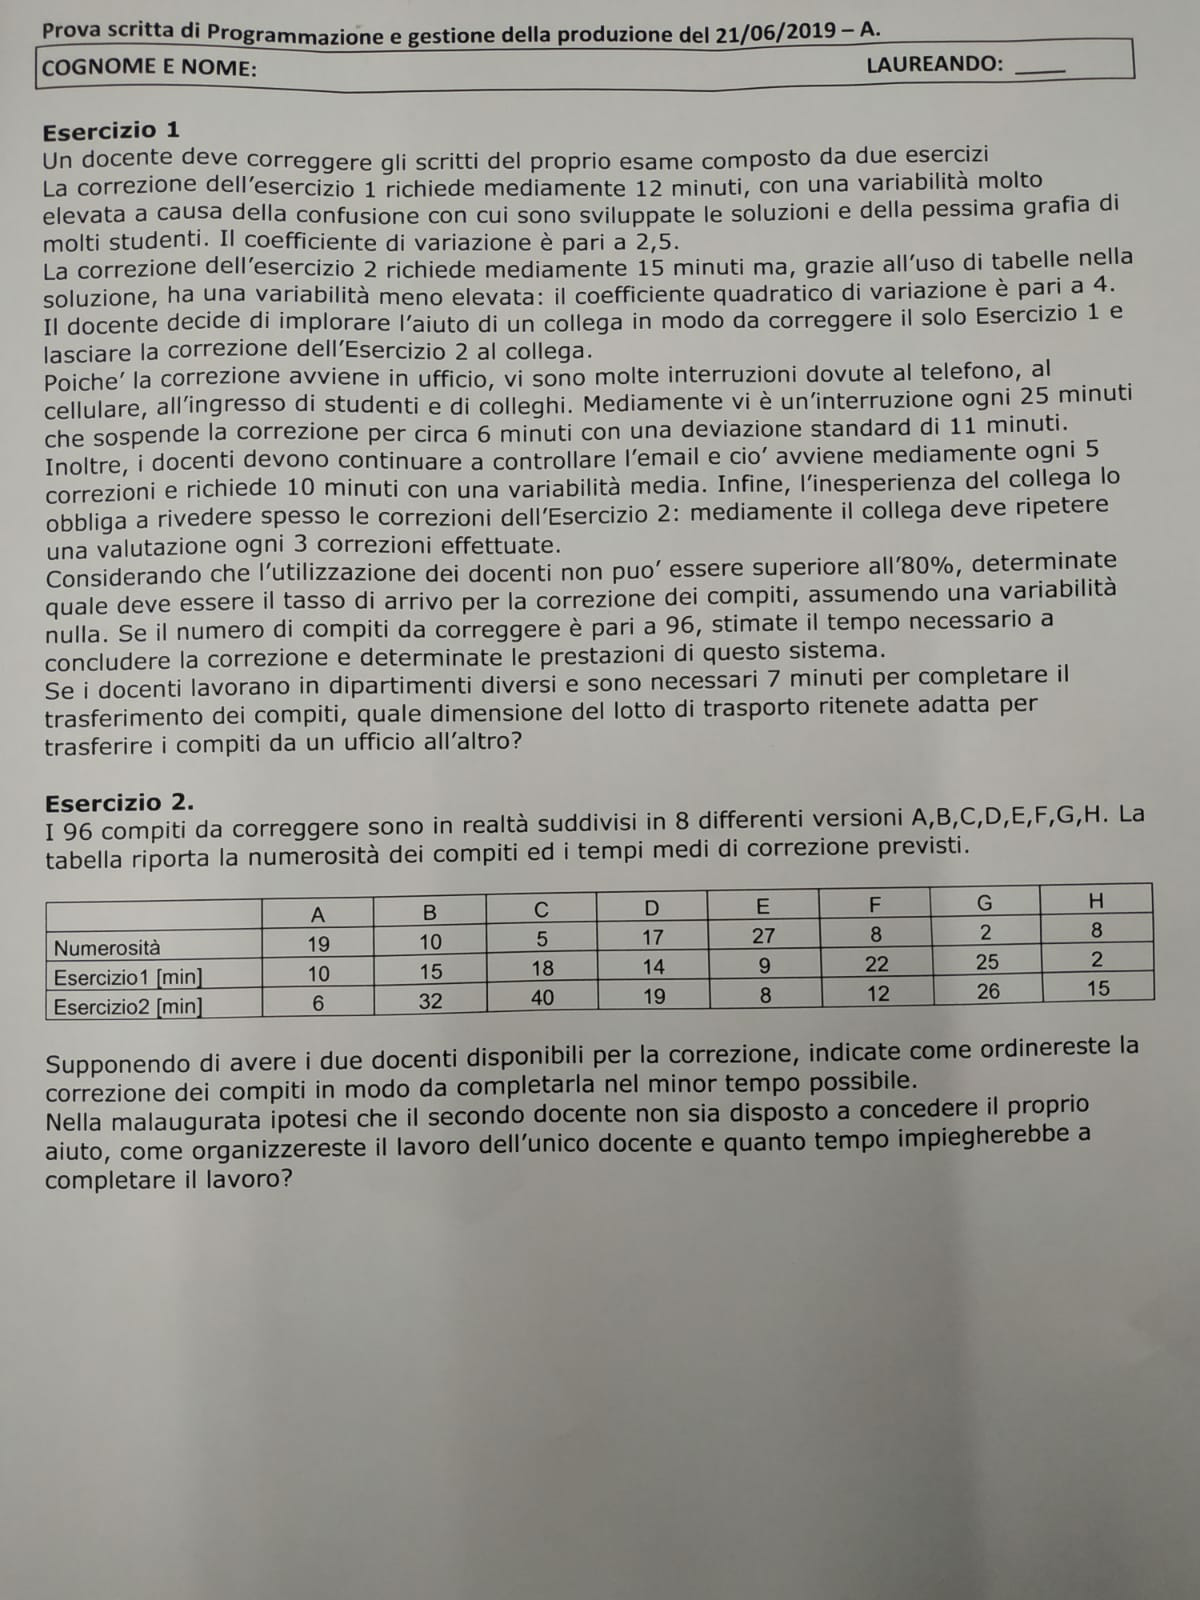 Prova scritta di Programmazione e gestione della produzione del 21/06/2019 – A.
COGNOME E NOME: LAUREANDO: _____
Esercizio 1
Un docente deve correggere gli scritti del proprio esame composto da due esercizi
La correzione dell'esercizio 1 richiede mediamente 12 minuti, con una variabilità molto
elevata a causa della confusione con cui sono sviluppate le soluzioni e della pessima grafia di
molti studenti. Il coefficiente di variazione è pari a 2,5.
La correzione dell'esercizio 2 richiede mediamente 15 minuti ma, grazie all'uso di tabelle nella
soluzione, ha una variabilità meno elevata: il coefficiente quadratico di variazione è pari a 4.
Il docente decide di implorare l'aiuto di un collega in modo da correggere il solo Esercizio 1 e
lasciare la correzione dell'Esercizio 2 al collega.
Poiche' la correzione avviene in ufficio, vi sono molte interruzioni dovute al telefono, al
cellulare, all'ingresso di studenti e di colleghi. Mediamente vi è un'interruzione ogni 25 minuti
che sospende la correzione per circa 6 minuti con una deviazione standard di 11 minuti.
Inoltre, i docenti devono continuare a controllare l'email e cio' avviene mediamente ogni 5
correzioni e richiede 10 minuti con una variabilità media. Infine, l'inesperienza del collega lo
obbliga a rivedere spesso le correzioni dell'Esercizio 2: mediamente il collega deve ripetere
una valutazione ogni 3 correzioni effettuate.
Considerando che l'utilizzazione dei docenti non puo' essere superiore all'80%, determinate
quale deve essere il tasso di arrivo per la correzione dei compiti, assumendo una variabilità
nulla. Se il numero di compiti da correggere è pari a 96, stimate il tempo necessario a
concludere la correzione e determinate le prestazioni di questo sistema.
Se i docenti lavorano in dipartimenti diversi e sono necessari 7 minuti per completare il
trasferimento dei compiti, quale dimensione del lotto di trasporto ritenete adatta per
trasferire i compiti da un ufficio all'altro?
Esercizio 2.
I 96 compiti da correggere sono in realtà suddivisi in 8 differenti versioni A,B,C,D,E,F,G,H. La
tabella riporta la numerosità dei compiti ed i tempi medi di correzione previsti.
A B C D E F G H
Numerosità 19 10 5 17 27 8 2 8
Esercizio1 [min] 10 15 18 14 9 22 25 2
Esercizio2 [min] 6 32 40 19 8 12 26 15
Supponendo di avere i due docenti disponibili per la correzione, indicate come ordinereste la
correzione dei compiti in modo da completarla nel minor tempo possibile.
Nella malaugurata ipotesi che il secondo docente non sia disposto a concedere il proprio
aiuto, come organizzereste il lavoro dell'unico docente e quanto tempo impiegherebbe a
completare il lavoro?